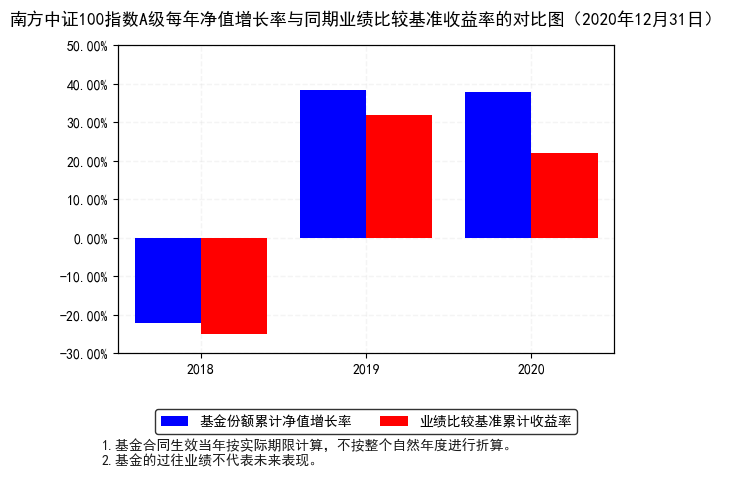 南方中证100指数A级每年净值增长率与同期业绩比较基准收益率的对比图（2020年12月31日）
50.00%
40.00%
30.00%
20.00%
10.00%
0.00%
-10.00%
-20.00%
-30.00%
2018 2019 2020
基金份额累计净值增长率 业绩比较基准累计收益率
1.基金合同生效当年按实际期限计算，不按整个自然年度进行折算。
2.基金的过往业绩不代表未来表现。